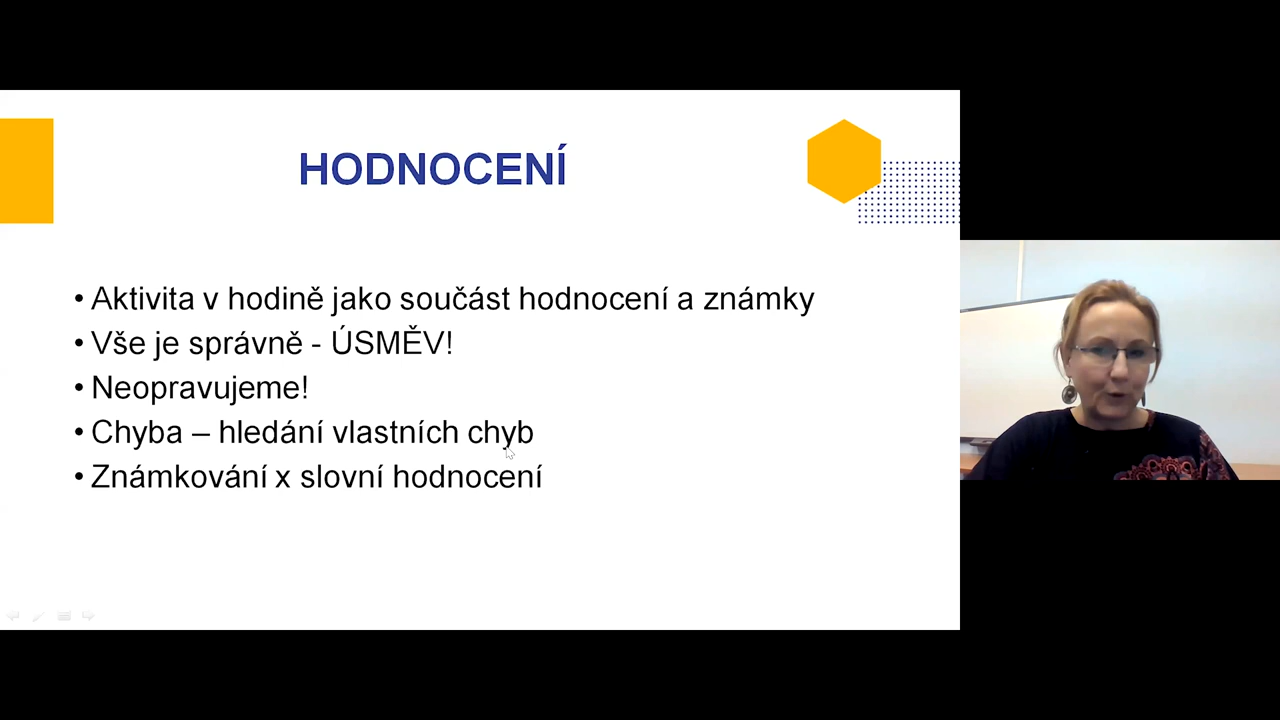 HODNOCENÍ
• Aktivita v hodině jako součást hodnocení a známky
• Vše je správně - ÚSMĚV!
• Neopravujeme!
• Chyba – hledání vlastních chyb
• Známkování x slovní hodnocení